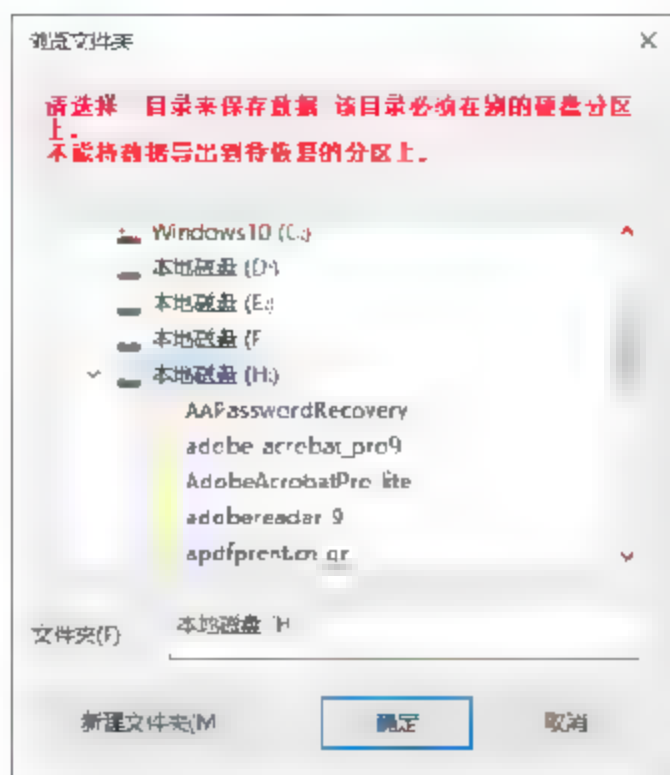 浏览文件夹
请选择一目录来保存数据 该目录必须在别的硬盘分区
上。
不能将数据导出到待恢复的分区上。
Windows10 (C:)
本地磁盘 (D:)
本地磁盘 (E:)
本地磁盘 (F
本地磁盘 (H:)
AAPasswordRecovery
adobe acrobat_pro9
AdobeAcrobatPro lite
adobereader 9
文件夹(F)
本地磁盘 H
新建文件夹(M
确定
取消